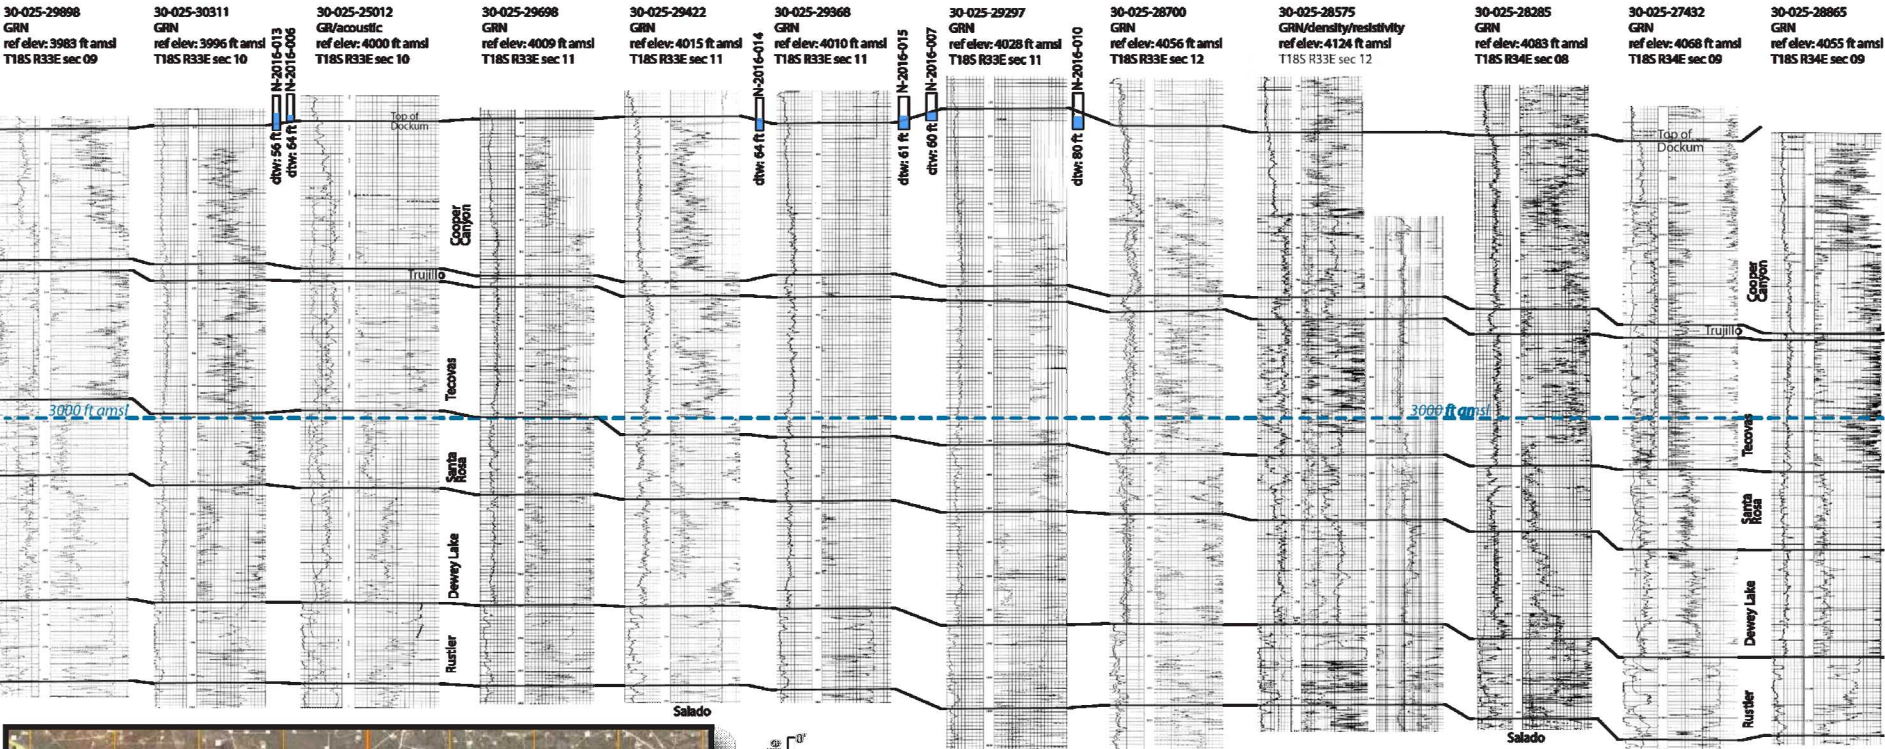 30-025-29898
GRN
ref elev: 3983 ft amsl
T18S R33E sec 09
30-025-30311
GRN
ref elev: 3996 ft amsl
T18S R33E sec 10
N-2016-013
N-2016-006
dtw: 56 ft
dtw: 64 ft
30-025-25012
GR/acoustic
ref elev: 4000 ft amsl
T18S R33E sec 10
30-025-29698
GRN
ref elev: 4009 ft amsl
T18S R33E sec 11
30-025-29422
GRN
ref elev: 4015 ft amsl
T18S R33E sec 11
N-2016-014
dtw: 64 ft
30-025-29368
GRN
ref elev: 4010 ft amsl
T18S R33E sec 11
N-2016-015
N-2016-007
dtw: 61 ft
dtw: 60 ft
30-025-29297
GRN
ref elev: 4028 ft amsl
T18S R33E sec 11
N-2016-010
dtw: 80 ft
30-025-28700
GRN
ref elev: 4056 ft amsl
T18S R33E sec 12
30-025-28575
GRN/density/resistivity
ref elev: 4124 ft amsl
T18S R33E sec 12
30-025-28285
GRN
ref elev: 4083 ft amsl
T18S R34E sec 08
30-025-27432
GRN
ref elev: 4068 ft amsl
T18S R34E sec 09
30-025-28865
GRN
ref elev: 4055 ft amsl
T18S R34E sec 09
Top of
Dockum
Top of
Dockum
Cooper
Canyon
Cooper
Canyon
Trujillo
Trujillo
Tecovas
3000 ft amsl
3000 ft amsl
Tecovas
Santa
Rosa
Santa
Rosa
Dewey Lake
Dewey Lake
Rustler
Rustler
Salado
Salado
0'